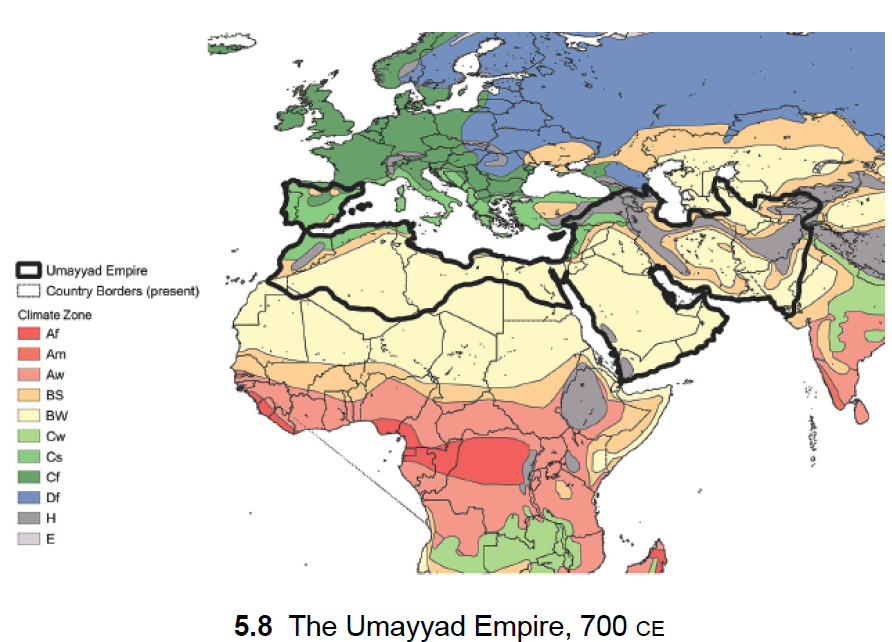 Umayyad Empire
Country Borders (present)
Climate Zone
Af
Am
Aw
BS
BW
Cw
Cs
Cf
Df
H
E
5.8 The Umayyad Empire, 700 CE